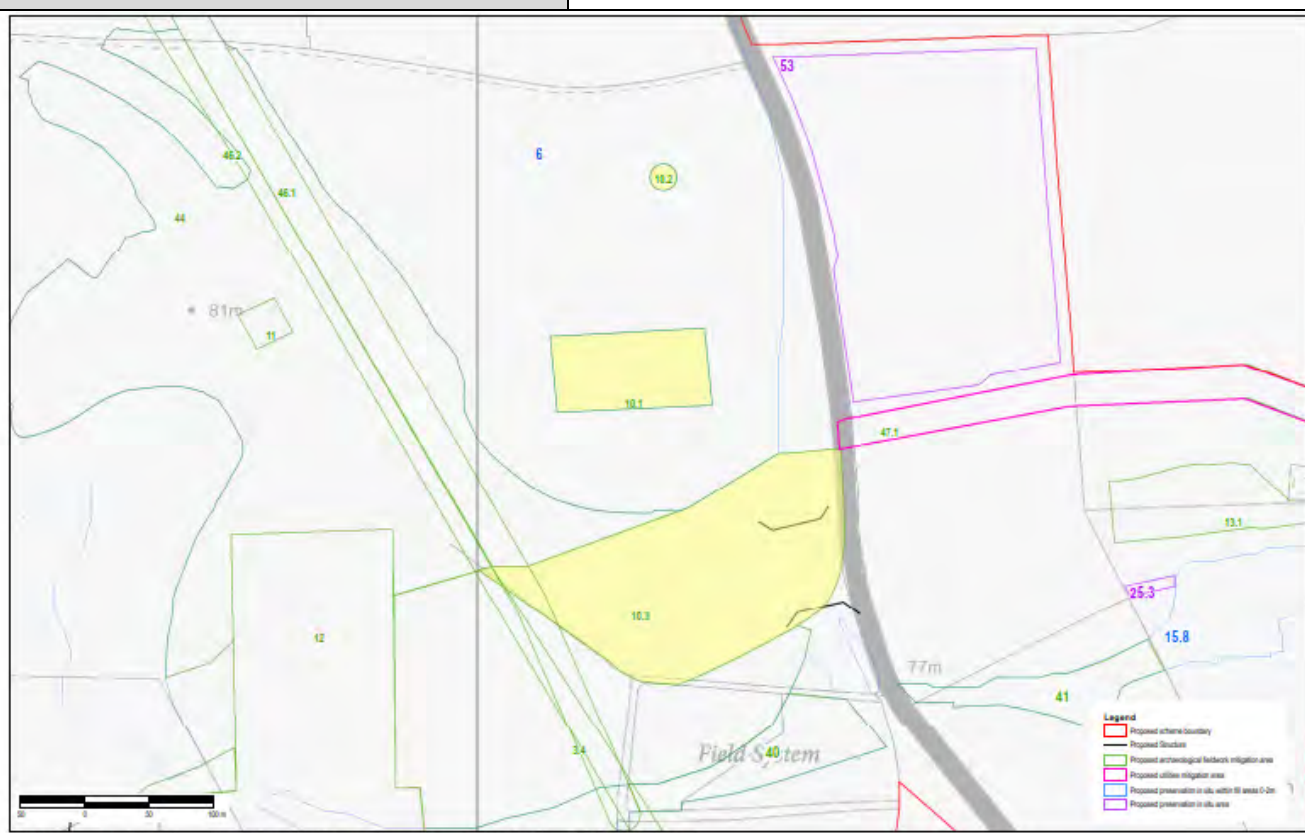 53
6
10.2
46.2
46.1
44
81m
11
10.1
47.1
13.1
25.3
15.8
10.3
12
77m
41
3.4
40
Field System
Legend
Proposed scheme boundary
Proposed Structure
Proposed archaeological fieldwork mitigation area
Proposed utilities mitigation area
Proposed preservation in situ within fill areas 0-2m
Proposed preservation in situ area
50 0 50 100 m